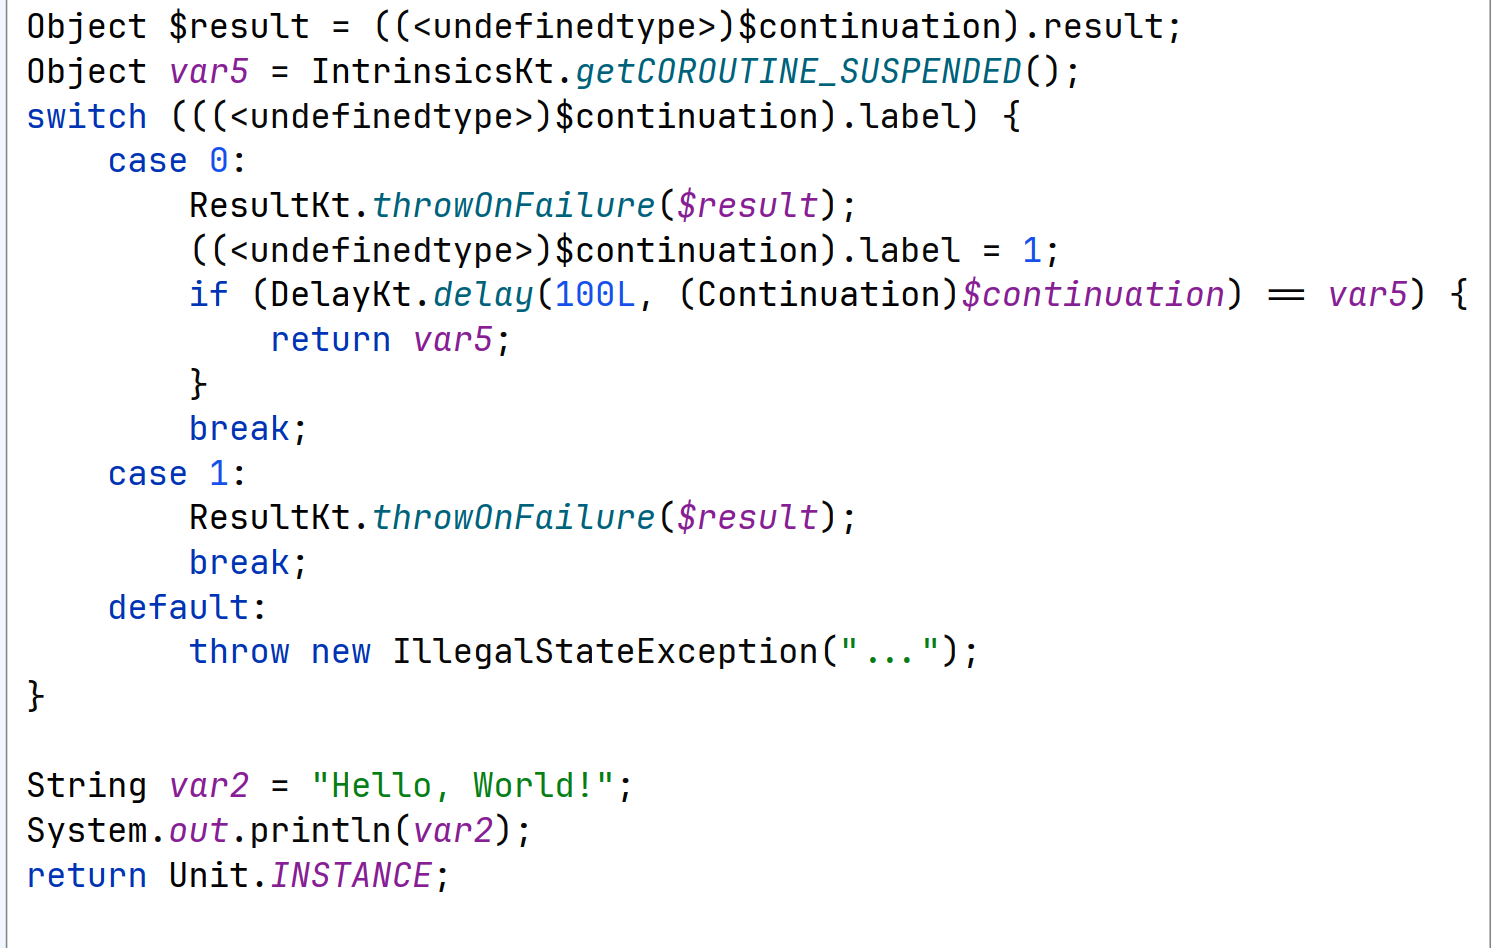 Object $result = ((<undefinedtype>)$continuation).result;
Object var5 = IntrinsicsKt.getCOROUTINE_SUSPENDED();
switch (((<undefinedtype>)$continuation).label) {
    case 0:
        ResultKt.throwOnFailure($result);
        ((<undefinedtype>)$continuation).label = 1;
        if (DelayKt.delay(100L, (Continuation)$continuation) == var5) {
            return var5;
        }
        break;
    case 1:
        ResultKt.throwOnFailure($result);
        break;
    default:
        throw new IllegalStateException("...");
}

String var2 = "Hello, World!";
System.out.println(var2);
return Unit.INSTANCE;